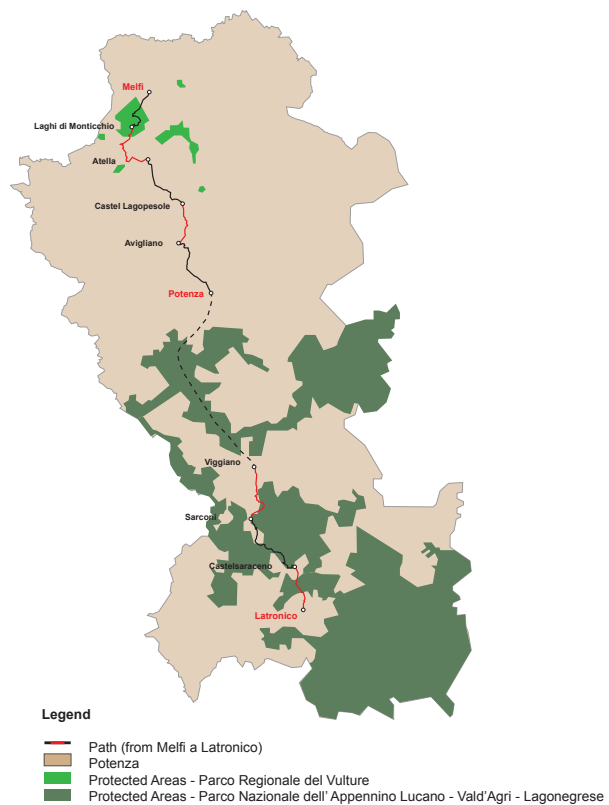 Melfi
Laghi di Monticchio
Atella
Castel Lagopesole
Avigliano
Potenza
Viggiano
Sarconi
Castelsaraceno
Latronico
Legend
Path (from Melfi a Latronico)
Potenza
Protected Areas - Parco Regionale del Vulture
Protected Areas - Parco Nazionale dell' Appennino Lucano - Vald'Agri - Lagonegrese